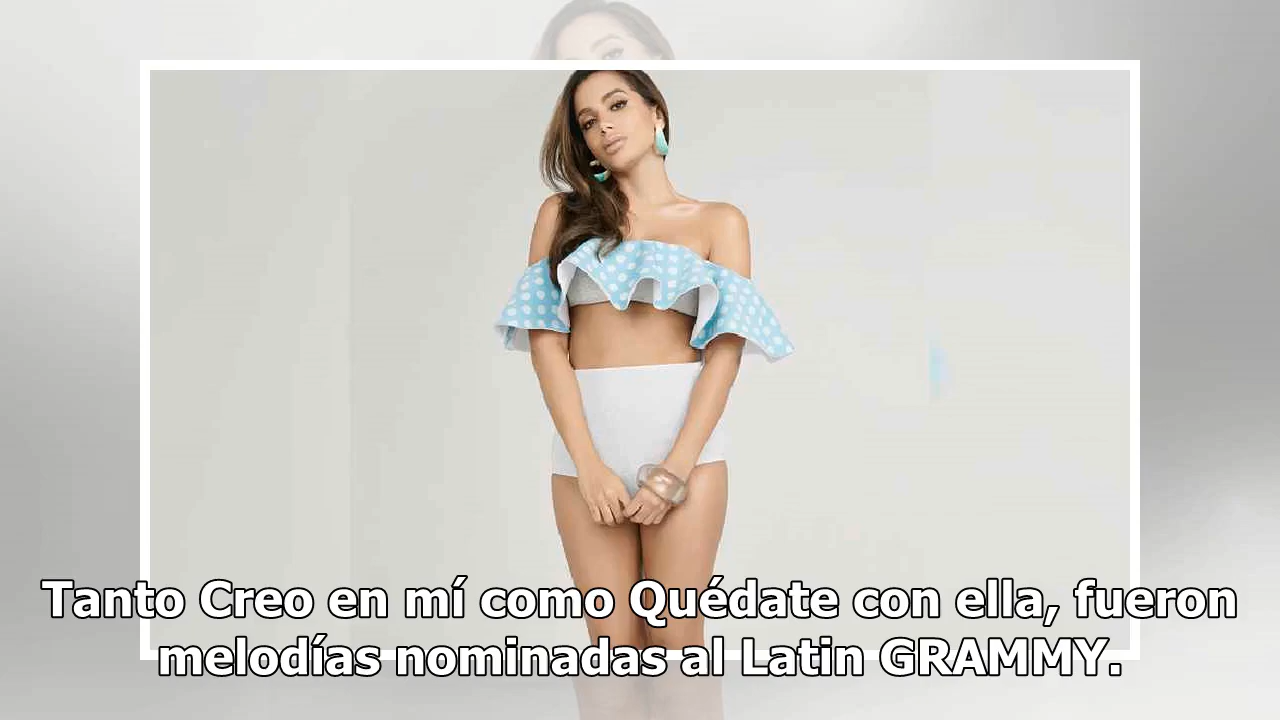 Tanto Creo en mí como Quédate con ella, fueron
melodías nominadas al Latin GRAMMY.